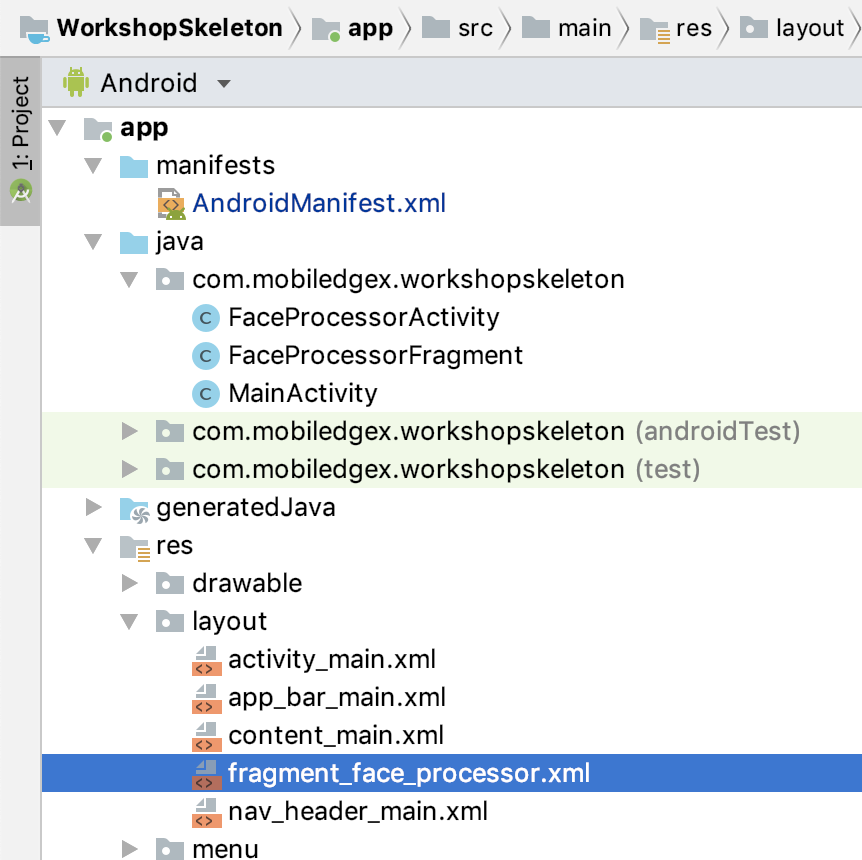 WorkshopSkeleton app src main res layout
1: Project
Android
app
manifests
AndroidManifest.xml
java
com.mobiledgex.workshopskeleton
C FaceProcessorActivity
C FaceProcessorFragment
C MainActivity
com.mobiledgex.workshopskeleton (androidTest)
com.mobiledgex.workshopskeleton (test)
generatedJava
res
drawable
layout
activity_main.xml
app_bar_main.xml
content_main.xml
fragment_face_processor.xml
nav_header_main.xml
menu